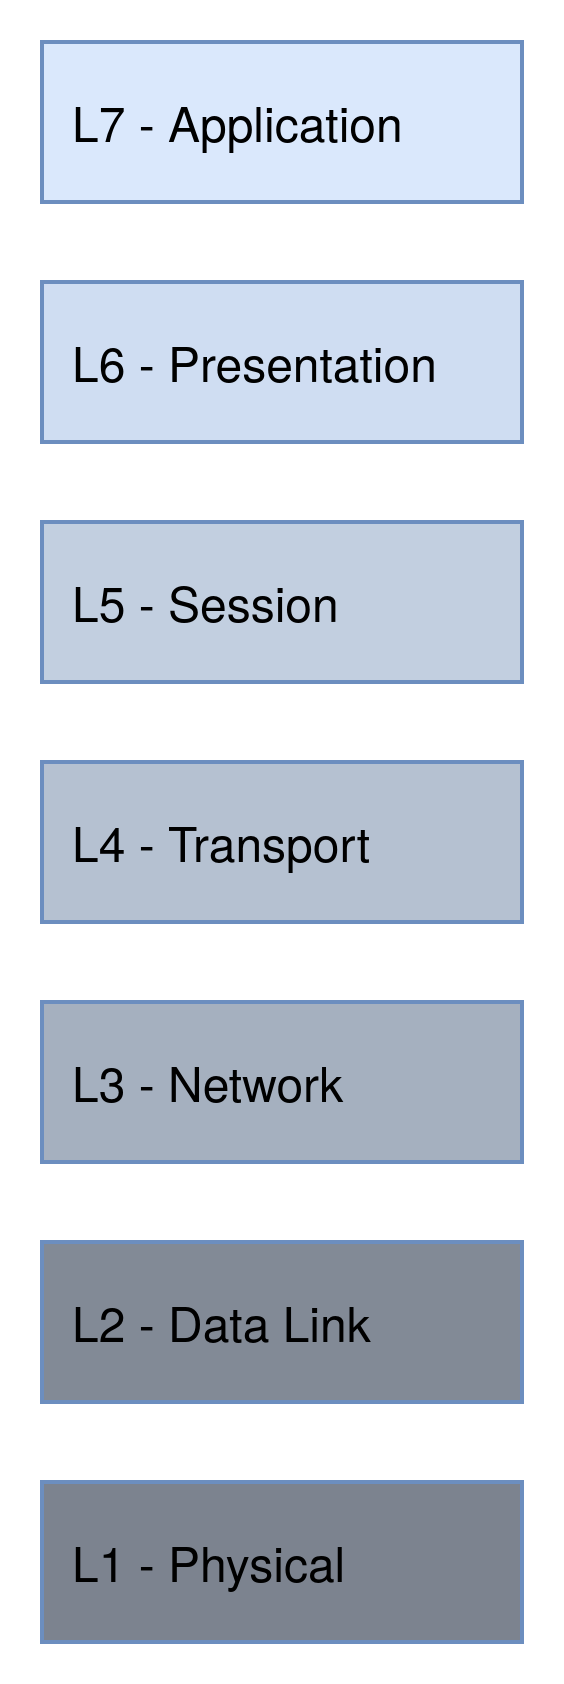 L7 - Application
L6 - Presentation
L5 - Session
L4 - Transport
L3 - Network
L2 - Data Link
L1 - Physical